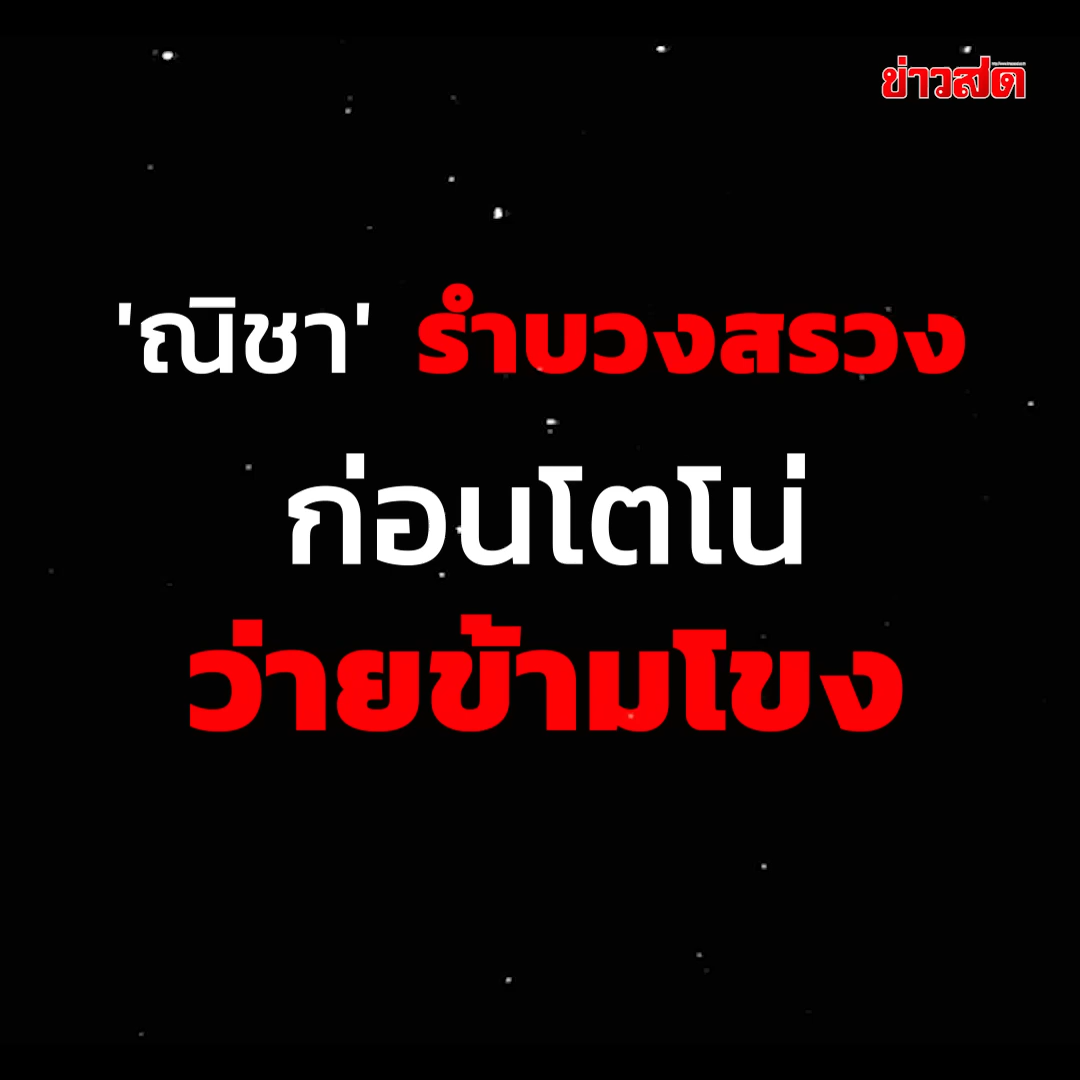 ข่าวสด
'ณิชา' รำบวงสรวง
ก่อนโตโน่
ว่ายข้ามโขง